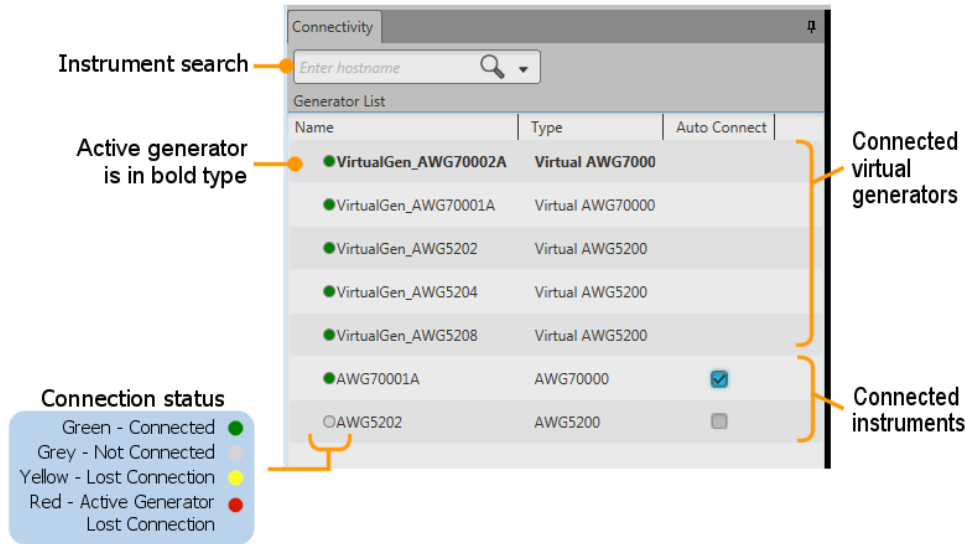 Connectivity
Instrument search
Enter hostname
Generator List
Name Type Auto Connect
Active generator
is in bold type
VirtualGen_AWG70002A Virtual AWG7000
VirtualGen_AWG70001A Virtual AWG70000
VirtualGen_AWG5202 Virtual AWG5200
VirtualGen_AWG5204 Virtual AWG5200
VirtualGen_AWG5208 Virtual AWG5200
Connected
virtual
generators
AWG70001A AWG70000
AWG5202 AWG5200
Connected
instruments
Connection status
Green - Connected
Grey - Not Connected
Yellow - Lost Connection
Red - Active Generator
Lost Connection